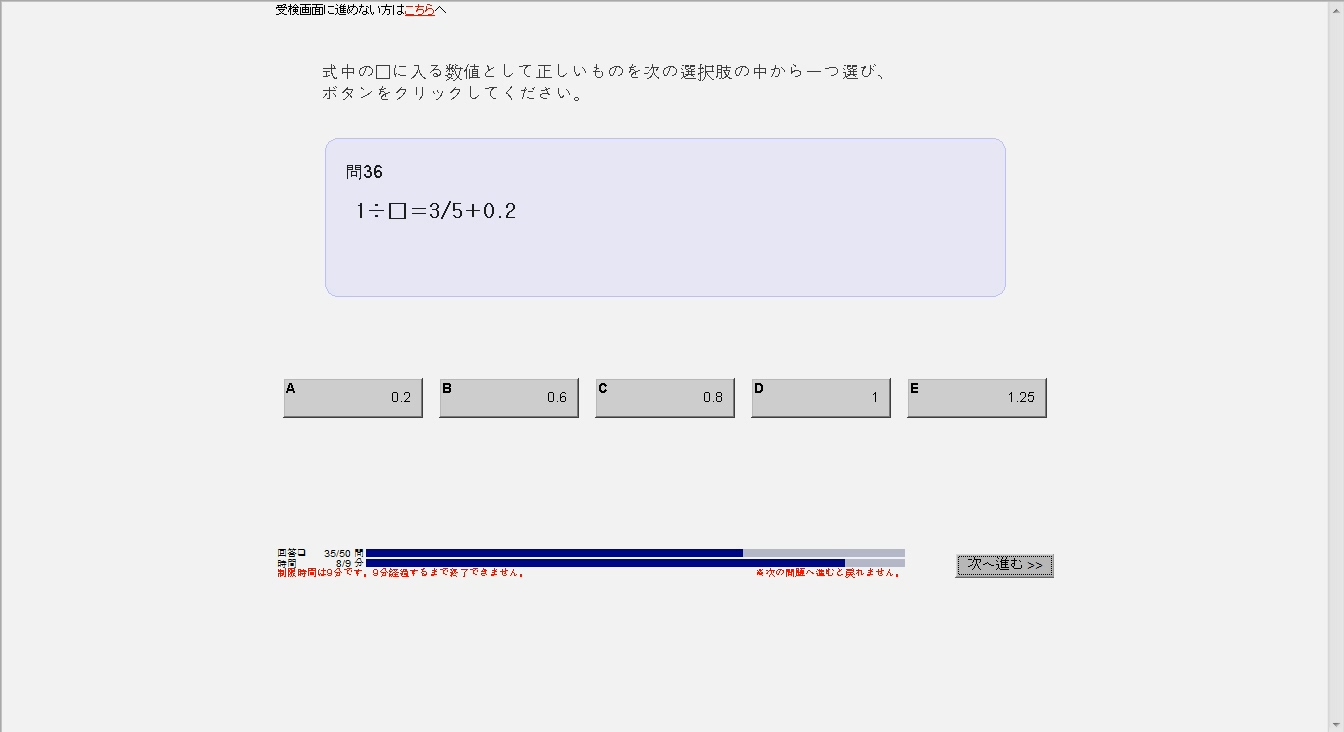 受検画面に進めない方はこちらへ
式中の□に入る数値として正しいものを次の選択肢の中から一つ選び、
ボタンをクリックしてください。
問36
1÷□=3/5+0.2
A 0.2
B 0.6
C 0.8
D 1
E 1.25
回答□ 35/50 問
時間 8/9 分
制限時間は9分です。9分経過するまで終了できません。
※次の問題へ進むと戻れません。
次へ進む >>